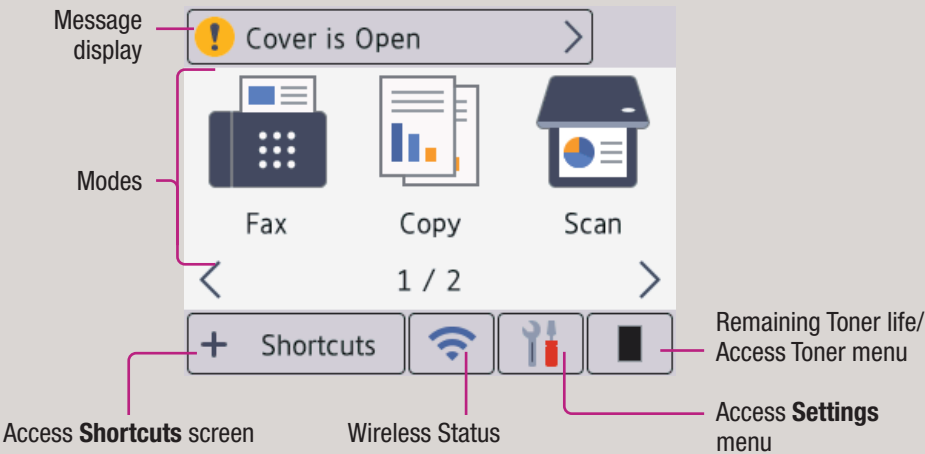 Message
display
Cover is Open
Modes
Fax
Copy
Scan
1 / 2
+ Shortcuts
Remaining Toner life/
Access Toner menu
Access Shortcuts screen
Wireless Status
Access Settings
menu